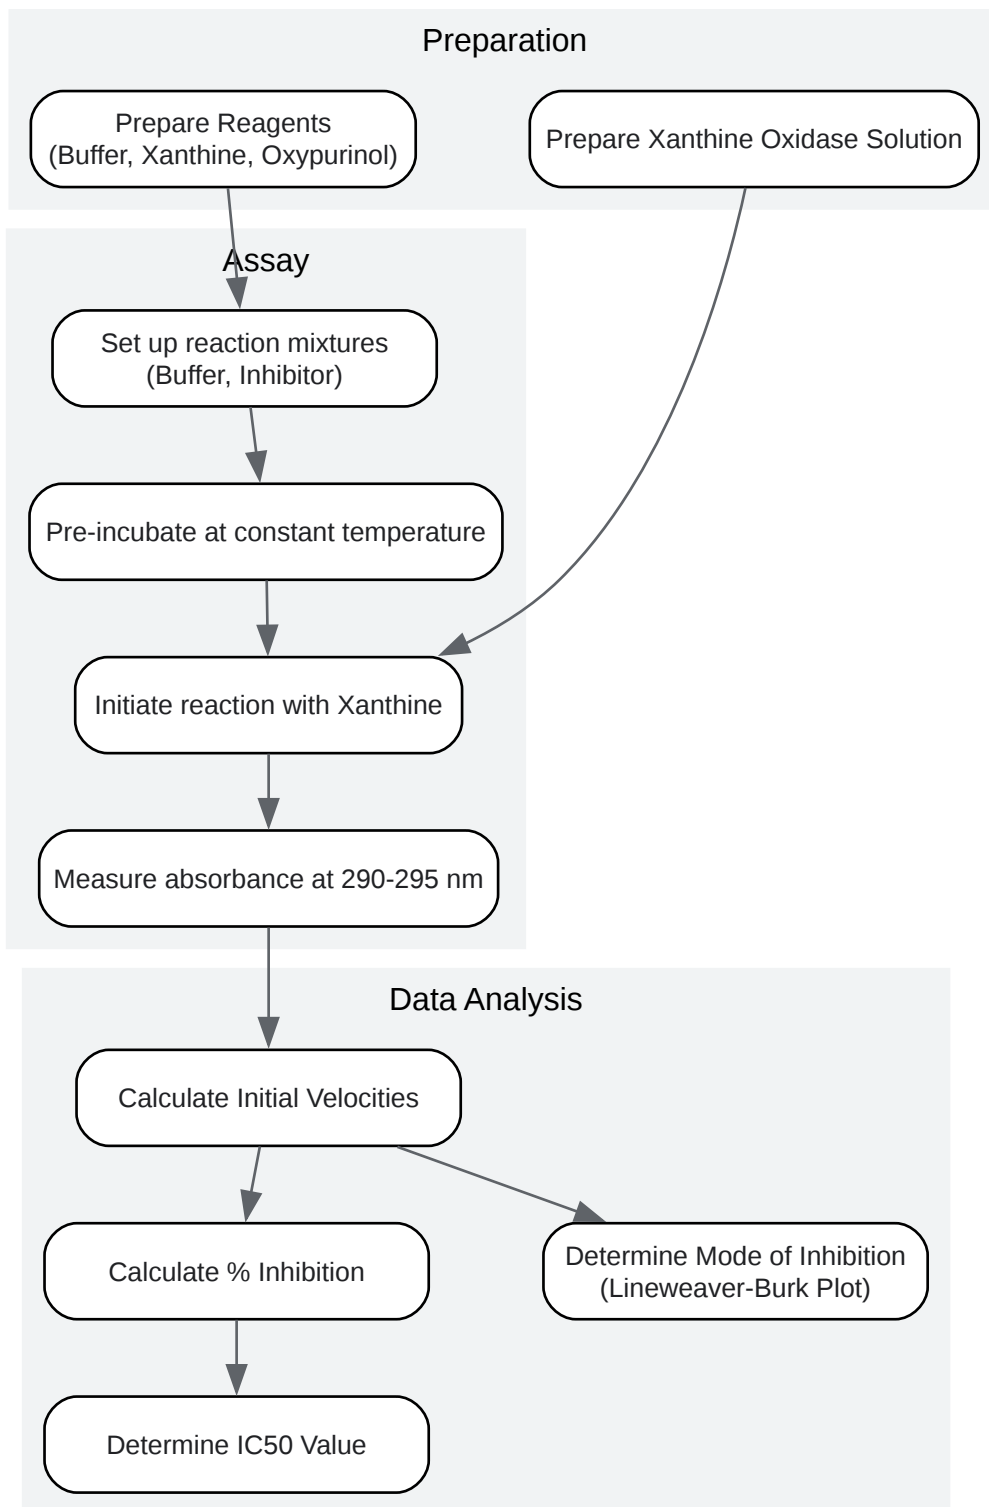 Preparation
Prepare Reagents
(Buffer, Xanthine, Oxypurinol)
Prepare Xanthine Oxidase Solution
Assay
Set up reaction mixtures
(Buffer, Inhibitor)
Pre-incubate at constant temperature
Initiate reaction with Xanthine
Measure absorbance at 290-295 nm
Data Analysis
Calculate Initial Velocities
Calculate % Inhibition
Determine Mode of Inhibition
(Lineweaver-Burk Plot)
Determine IC50 Value